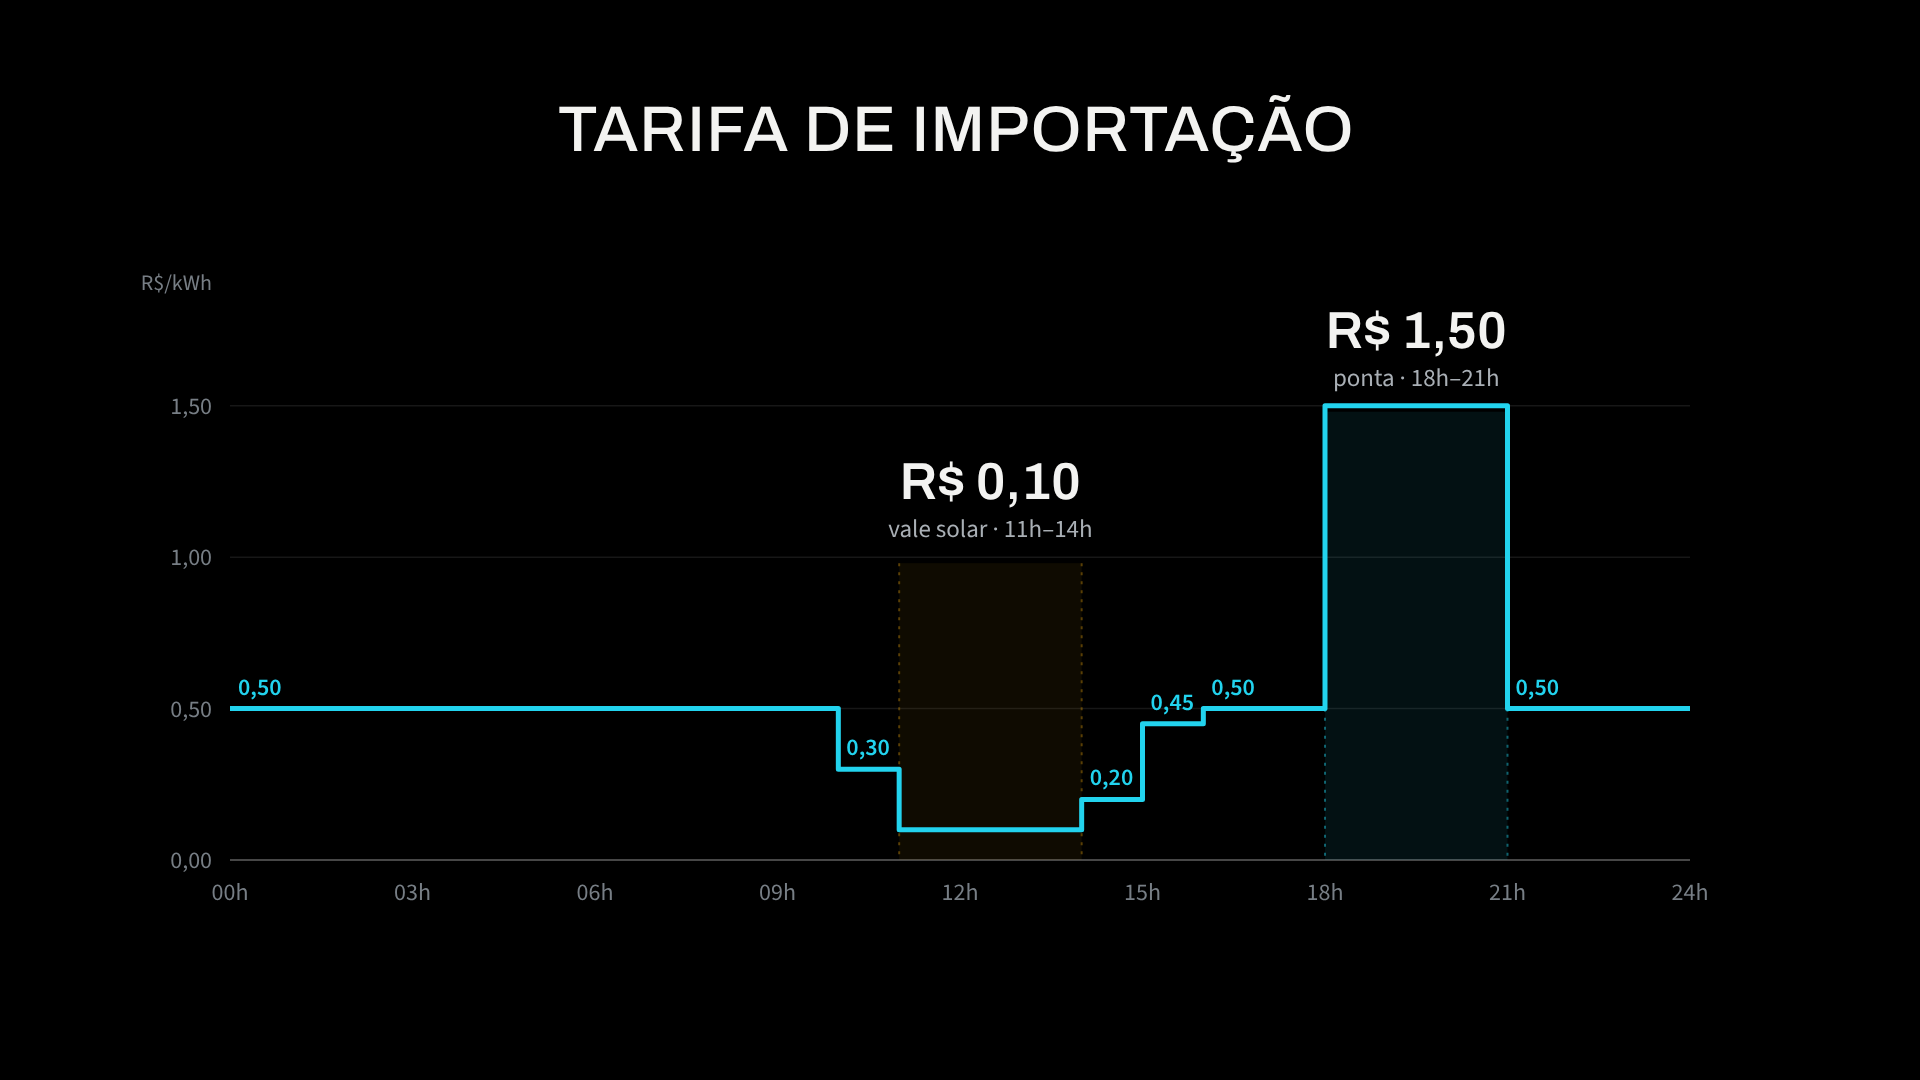 TARIFA DE IMPORTAÇÃO
R$/kWh
R$ 1,50
ponta · 18h–21h
1,50
R$ 0,10
vale solar · 11h–14h
1,00
0,50
0,45
0,50
0,50
0,50
0,30
0,20
0,00
00h 03h 06h 09h 12h 15h 18h 21h 24h